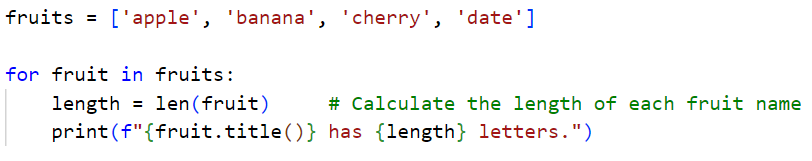 fruits = ['apple', 'banana', 'cherry', 'date']

for fruit in fruits:
    length = len(fruit)     # Calculate the length of each fruit name
    print(f"{fruit.title()} has {length} letters.")